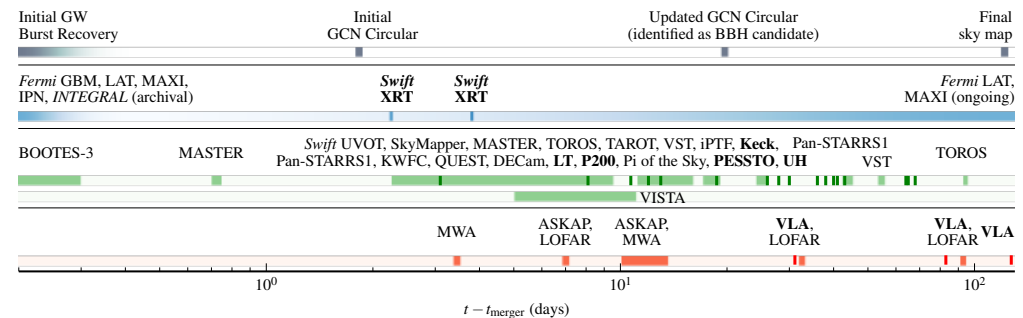 Initial GW
Burst Recovery
Initial
GCN Circular
Updated GCN Circular
(identified as BBH candidate)
Final
sky map
Fermi GBM, LAT, MAXI,
IPN, INTEGRAL (archival)
Swift
XRT
Swift
XRT
Fermi LAT,
MAXI (ongoing)
BOOTES-3
MASTER
Swift UVOT, SkyMapper, MASTER, TOROS, TAROT, VST, iPTF, Keck,
Pan-STARRS1, KWFC, QUEST, DECam, LT, P200, Pi of the Sky, PESSTO, UH
Pan-STARRS1
VST
TOROS
VISTA
MWA
ASKAP,
LOFAR
ASKAP,
MWA
VLA,
LOFAR
VLA,
LOFAR
VLA
10⁰
10¹
10²
t − t_merger (days)